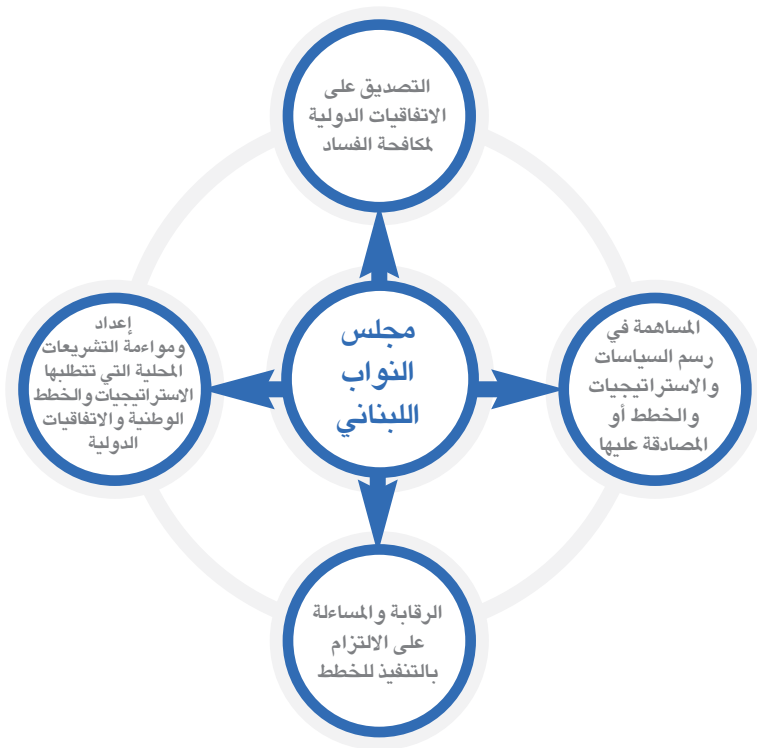 التصديق على
الاتفاقيات الدولية
لمكافحة الفساد
مجلس
النواب
اللبناني
المساهمة في
رسم السياسات
والاستراتيجيات
والخطط أو
المصادقة عليها
إعداد
ومواءمة التشريعات
المحلية التي تتطلبها
الاستراتيجيات والخطط
الوطنية والاتفاقيات
الدولية
الرقابة والمساءلة
على الالتزام
بالتنفيذ للخطط